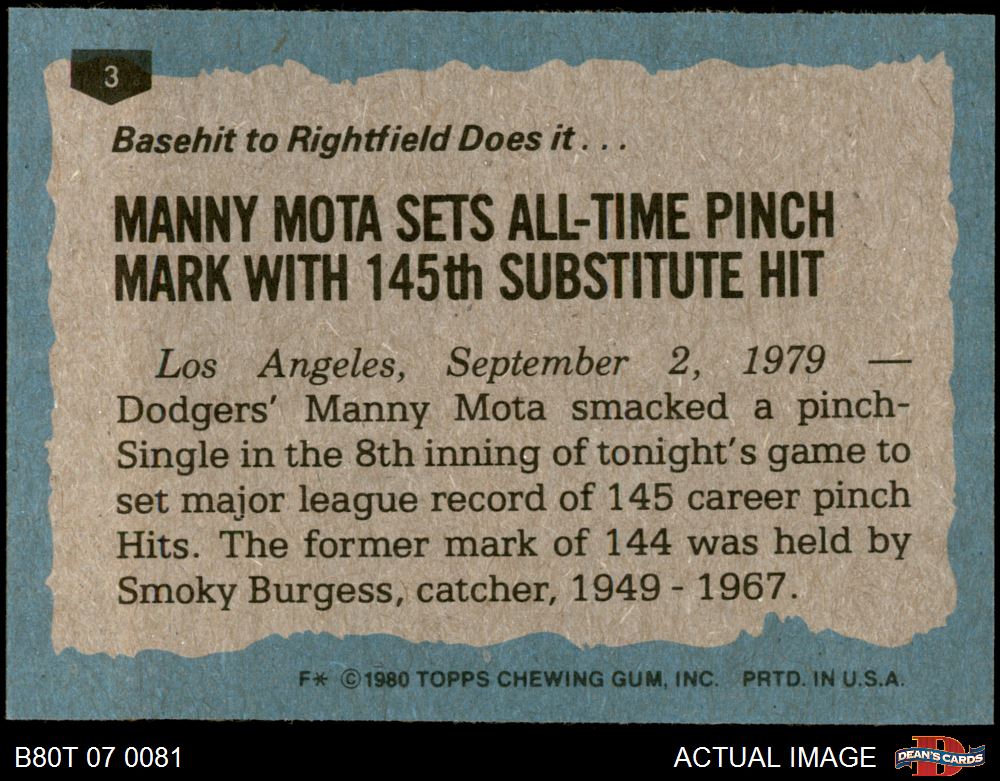 3
Basehit to Rightfield Does it...
MANNY MOTA SETS ALL-TIME PINCH
MARK WITH 145th SUBSTITUTE HIT
Los Angeles, September 2, 1979 —
Dodgers' Manny Mota smacked a pinch-
Single in the 8th inning of tonight's game to
set major league record of 145 career pinch
Hits. The former mark of 144 was held by
Smoky Burgess, catcher, 1949 - 1967.
F* © 1980 TOPPS CHEWING GUM, INC. PRTD. IN U.S.A.
B80T 07 0081
ACTUAL IMAGE
D
DEAN'S CARDS